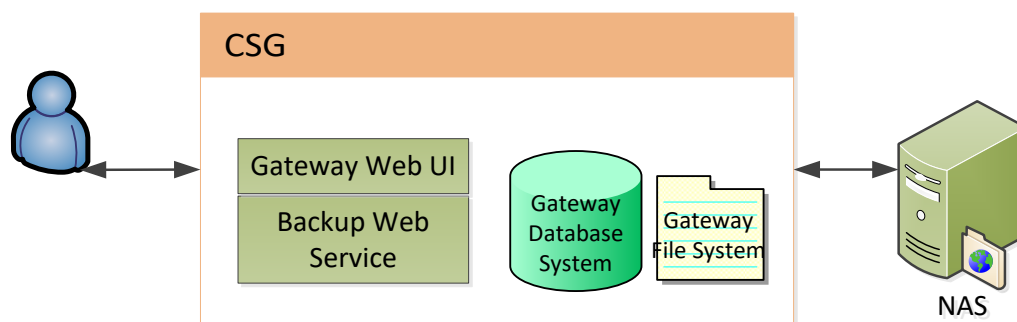 CSG
Gateway Web UI
Backup Web
Service
Gateway
Database
System
Gateway
File System
NAS